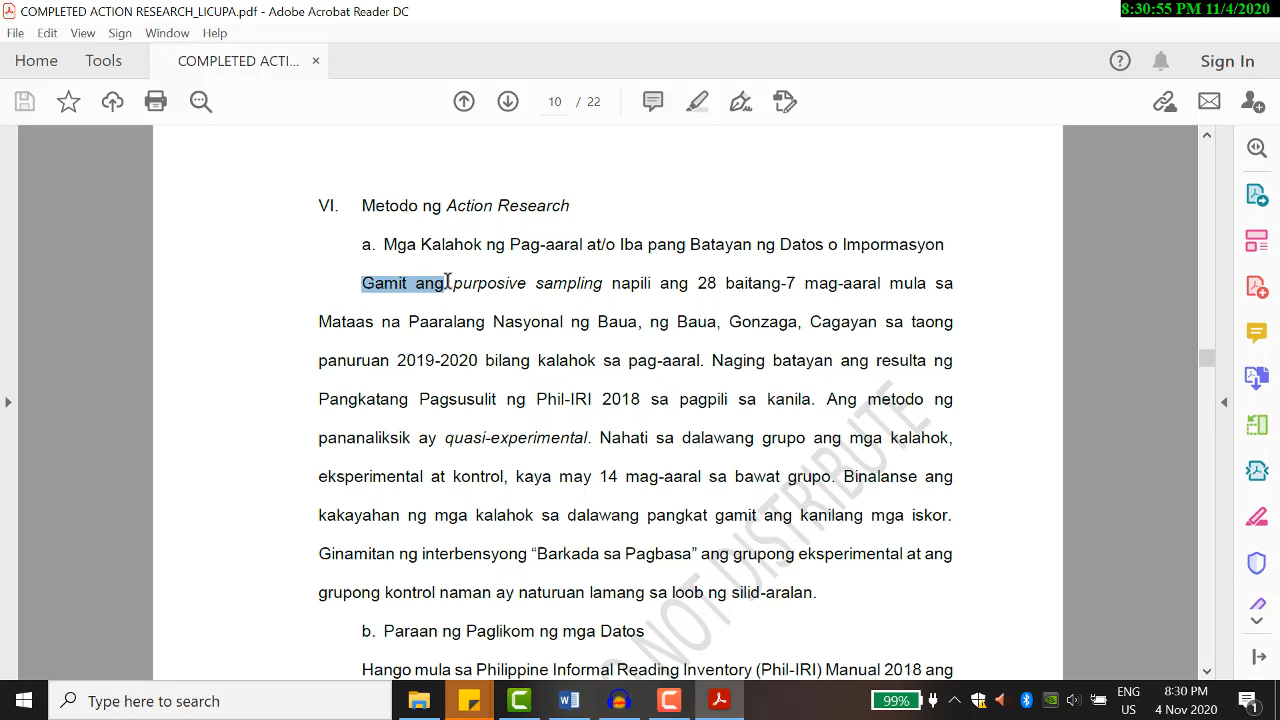 COMPLETED ACTION RESEARCH_LICUPA.pdf - Adobe Acrobat Reader DC
8:30:55 PM 11/4/2020
File Edit View Sign Window Help
Home Tools COMPLETED ACTI... × Sign In
10 / 22
VI. Metodo ng Action Research
a. Mga Kalahok ng Pag-aaral at/o Iba pang Batayan ng Datos o Impormasyon
Gamit ang purposive sampling napili ang 28 baitang-7 mag-aaral mula sa
Mataas na Paaralang Nasyonal ng Baua, ng Baua, Gonzaga, Cagayan sa taong
panuruan 2019-2020 bilang kalahok sa pag-aaral. Naging batayan ang resulta ng
Pangkatang Pagsusulit ng Phil-IRI 2018 sa pagpili sa kanila. Ang metodo ng
pananaliksik ay quasi-experimental. Nahati sa dalawang grupo ang mga kalahok,
eksperimental at kontrol, kaya may 14 mag-aaral sa bawat grupo. Binalanse ang
kakayahan ng mga kalahok sa dalawang pangkat gamit ang kanilang mga iskor.
Ginamitan ng interbensyong “Barkada sa Pagbasa” ang grupong eksperimental at ang
grupong kontrol naman ay naturuan lamang sa loob ng silid-aralan.
b. Paraan ng Paglikom ng mga Datos
Hango mula sa Philippine Informal Reading Inventory (Phil-IRI) Manual 2018 ang
NOT DISTRIBUTE
Type here to search
99%
ENG
US
8:30 PM
4 Nov 2020
1